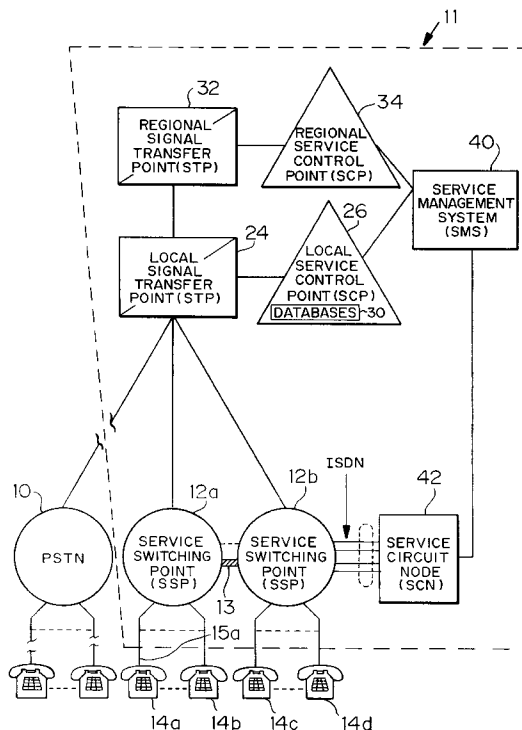 11
32
REGIONAL
SIGNAL
TRANSFER
POINT(STP)
34
REGIONAL
SERVICE
CONTROL
POINT(SCP)
40
SERVICE
MANAGEMENT
SYSTEM
(SMS)
24
LOCAL
SIGNAL
TRANSFER
POINT(STP)
26
LOCAL
SERVICE
CONTROL
POINT(SCP)
DATABASES
30
10
PSTN
12a
SERVICE
SWITCHING
POINT
(SSP)
13
12b
SERVICE
SWITCHING
POINT
(SSP)
ISDN
42
SERVICE
CIRCUIT
NODE
(SCN)
15a
14a
14b
14c
14d